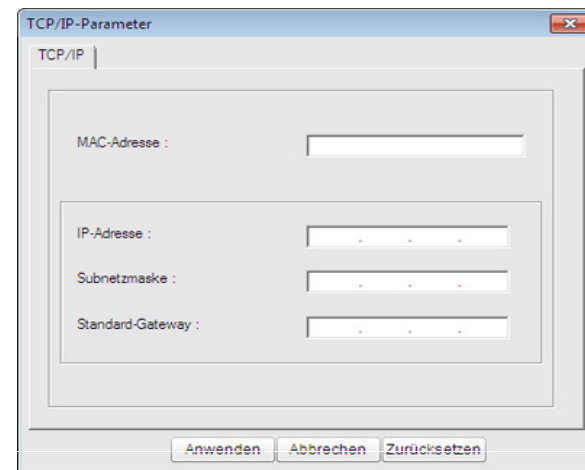 TCP/IP-Parameter
TCP/IP
MAC-Adresse :
IP-Adresse :
. . .
Subnetzmaske :
. . .
Standard-Gateway :
. . .
Anwenden Abbrechen Zurücksetzen